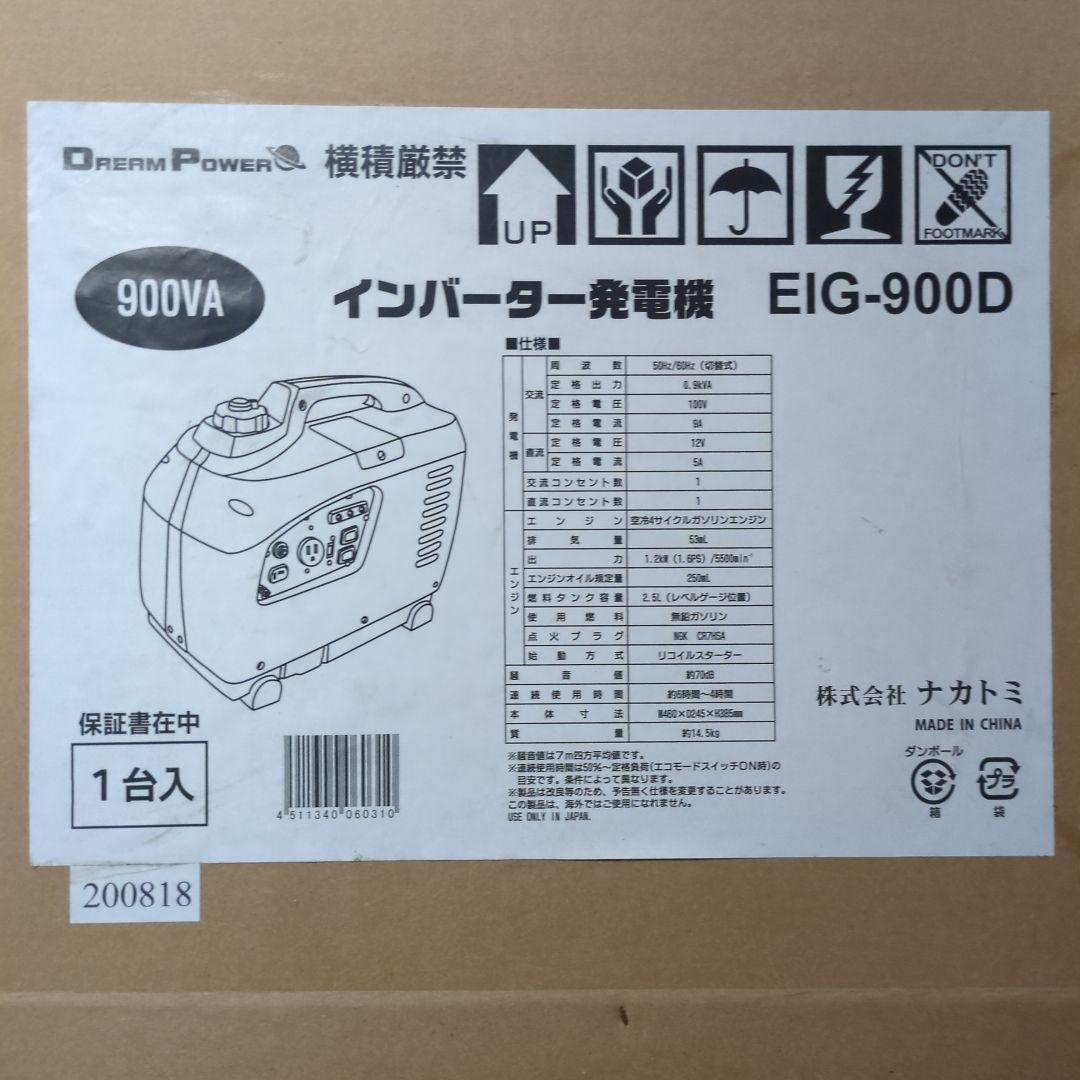 DREAM POWER 横積厳禁
UP
DON'T
FOOTMARK
900VA
インバーター発電機 EIG-900D
■仕様■
発電機 交流 周波数 50Hz/60Hz (切替式)
定格出力 0.9kVA
定格電圧 100V
定格電流 9A
直流 定格電圧 12V
定格電流 5A
交流コンセント数 1
直流コンセント数 1
エンジン エンジン 空冷4サイクルガソリンエンジン
排気量 53mL
出力 1.2kW (1.6PS) /5500min⁻¹
エンジンオイル規定量 250mL
燃料タンク容量 2.5L (レベルゲージ位置)
使用燃料 無鉛ガソリン
点火プラグ NGK CR7HSA
始動方式 リコイルスターター
騒音値 約70dB
連続使用時間 約6時間～4時間
本体寸法 W460×D245×H385mm
質量 約14.5kg
※騒音値は7m四方平均値です。
※連続使用時間は50%～定格負荷(エコモードスイッチON時)の
目安です。条件によって異なります。
※製品は改良等のため、予告無く仕様を変更することがあります。
この製品は、海外ではご使用になれません。
USE ONLY IN JAPAN.
保証書在中
1台入
4 511340 060310
株式会社 ナカトミ
MADE IN CHINA
ダンボール
箱
プラ
袋
200818